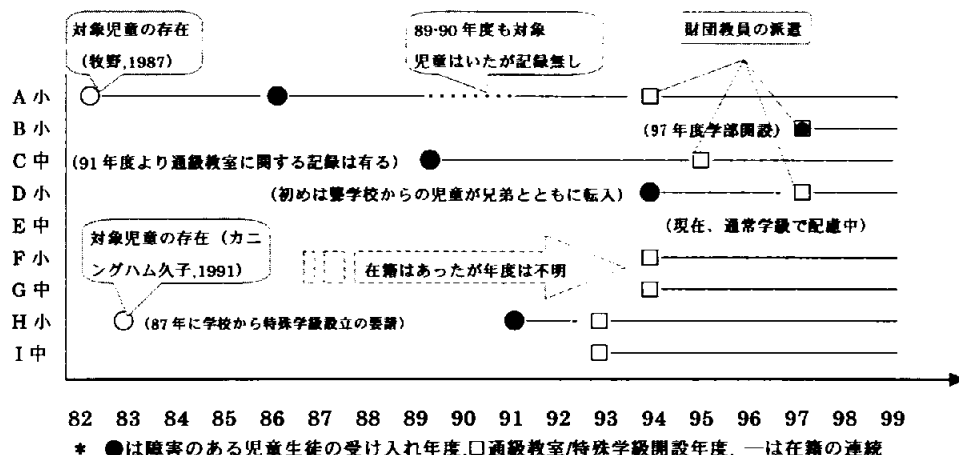 対象児童の存在
(牧野,1987)
89-90年度も対象
児童はいたが記録無し
財団教員の派遣
A小
B小
(97年度学部開設)
C中
(91年度より通級教室に関する記録は有る)
D小
(初めは聾学校からの児童が兄弟とともに転入)
E中
(現在、通常学級で配慮中)
対象児童の存在 (カニ
ングハム久子,1991)
F小
在籍はあったが年度は不明
G中
H小
(87年に学校から特殊学級設立の要請)
I中
82 83 84 85 86 87 88 89 90 91 92 93 94 95 96 97 98 99
* ●は障害のある児童生徒の受け入れ年度,□通級教室/特殊学級開設年度, ―は在籍の連続